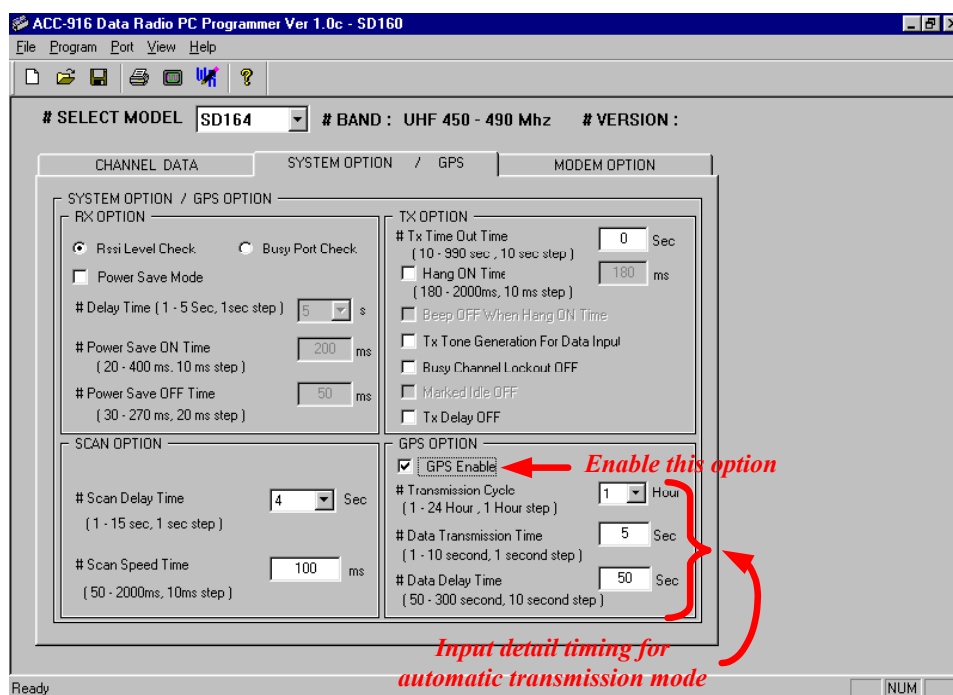 ACC-916 Data Radio PC Programmer Ver 1.0c - SD160
File Program Port View Help
# SELECT MODEL SD164 # BAND : UHF 450 - 490 Mhz # VERSION :
CHANNEL DATA SYSTEM OPTION / GPS MODEM OPTION
SYSTEM OPTION / GPS OPTION
RX OPTION
Rssi Level Check Busy Port Check
Power Save Mode
# Delay Time ( 1 - 5 Sec, 1sec step ) 5 s
# Power Save ON Time 200 ms
( 20 - 400 ms. 10 ms step )
# Power Save OFF Time 50 ms
( 30 - 270 ms, 20 ms step )
TX OPTION
# Tx Time Out Time 0 Sec
( 10 - 990 sec , 10 sec step )
Hang ON Time 180 ms
( 180 - 2000ms, 10 ms step )
Beep OFF When Hang ON Time
Tx Tone Generation For Data Input
Busy Channel Lockout OFF
Marked Idle OFF
Tx Delay OFF
SCAN OPTION
# Scan Delay Time 4 Sec
( 1 - 15 sec, 1 sec step )
# Scan Speed Time 100 ms
( 50 - 2000ms, 10ms step )
GPS OPTION
GPS Enable Enable this option
# Transmission Cycle 1 Hour
( 1 - 24 Hour , 1 Hour step )
# Data Transmission Time 5 Sec
( 1 - 10 second, 1 second step )
# Data Delay Time 50 Sec
( 50 - 300 second, 10 second step )
Input detail timing for
automatic transmission mode
Ready NUM